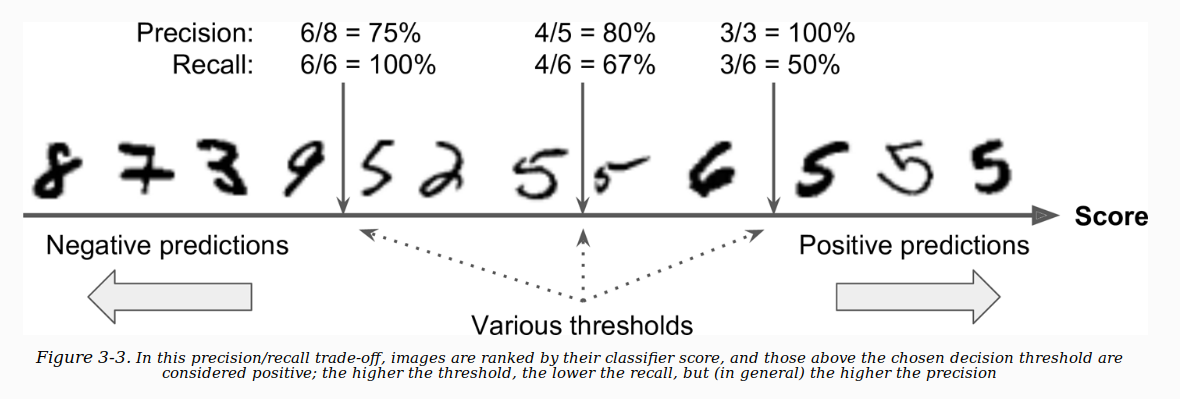 Precision: 6/8 = 75% 4/5 = 80% 3/3 = 100%
Recall: 6/6 = 100% 4/6 = 67% 3/6 = 50%
8 7 3 9 5 2 5 5 6 5 5 5
Score
Negative predictions Positive predictions
Various thresholds
Figure 3-3. In this precision/recall trade-off, images are ranked by their classifier score, and those above the chosen decision threshold are
considered positive; the higher the threshold, the lower the recall, but (in general) the higher the precision